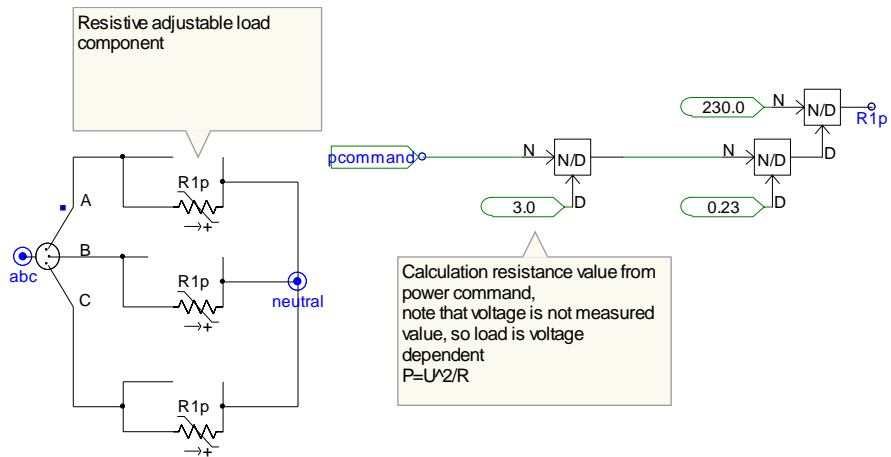 Resistive adjustable load
component
230.0
N
N/D
R1p
D
pcommand
N
N/D
N
N/D
3.0
D
0.23
D
R1p
A
+
B
abc
R1p
C
+
neutral
Calculation resistance value from
power command,
note that voltage is not measured
value, so load is voltage
dependent
P=U^2/R
R1p
+